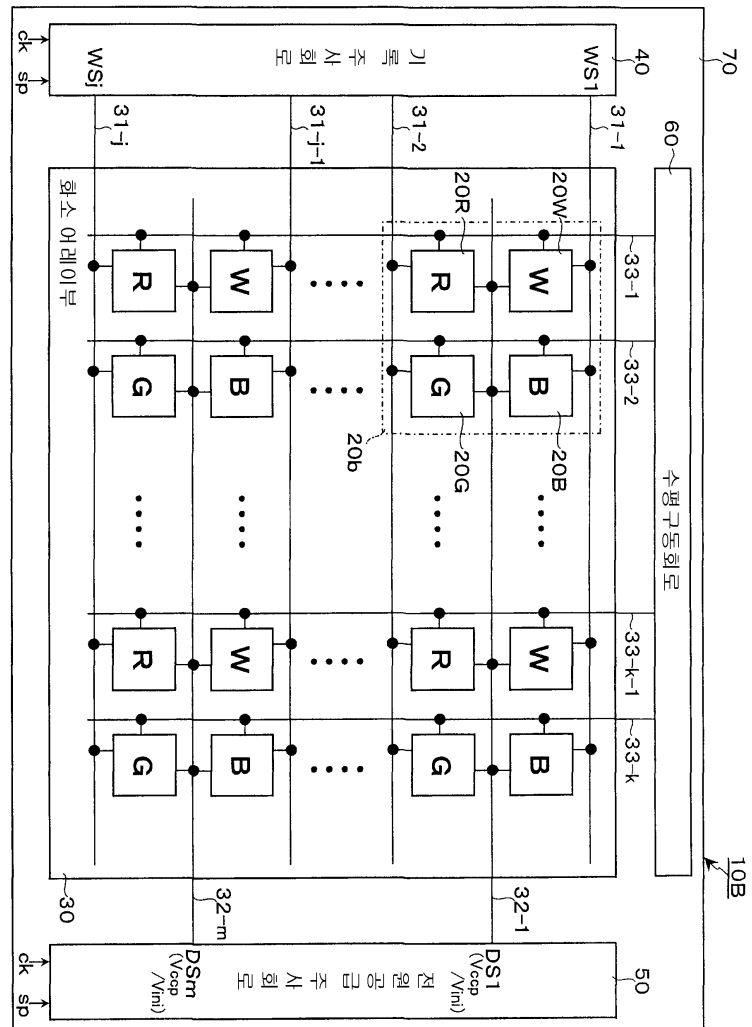 10B
70
40
기록 주사회로
WS1
WSj
ck
sp
31-1
31-2
31-j-1
31-j
60
수평구동회로
33-1
33-2
33-k-1
33-k
화소 어레이부
30
20W
20R
20B
20G
20b
W
R
W
R
B
G
B
G
W
R
W
R
B
G
B
G
32-1
32-m
50
전원공급 주사회로
DS1
(Vccp
/Vini)
DSm
(Vccp
/Vini)
ck
sp